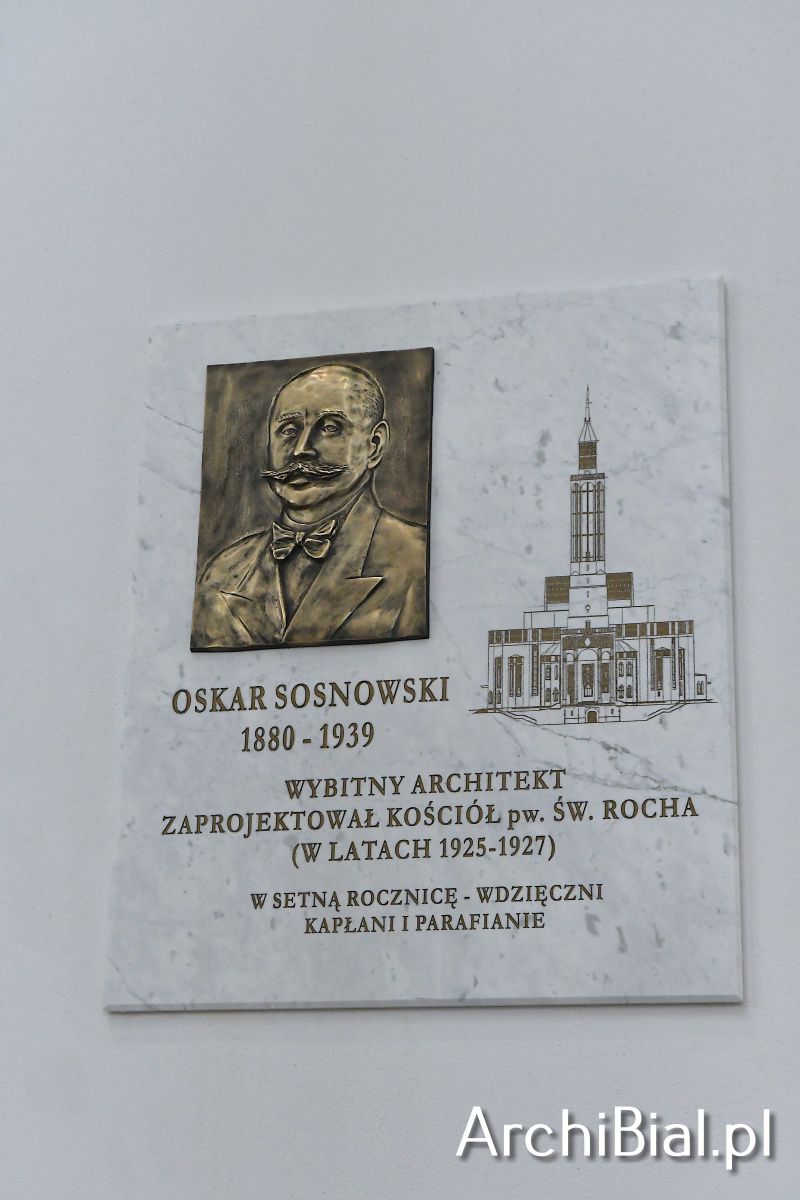 OSKAR SOSNOWSKI
1880 - 1939
WYBITNY ARCHITEKT
ZAPROJEKTOWAŁ KOŚCIÓŁ pw. ŚW. ROCHA
(W LATACH 1925-1927)
W SETNĄ ROCZNICĘ - WDZIĘCZNI
KAPŁANI I PARAFIANIE
ArchiBial.pl